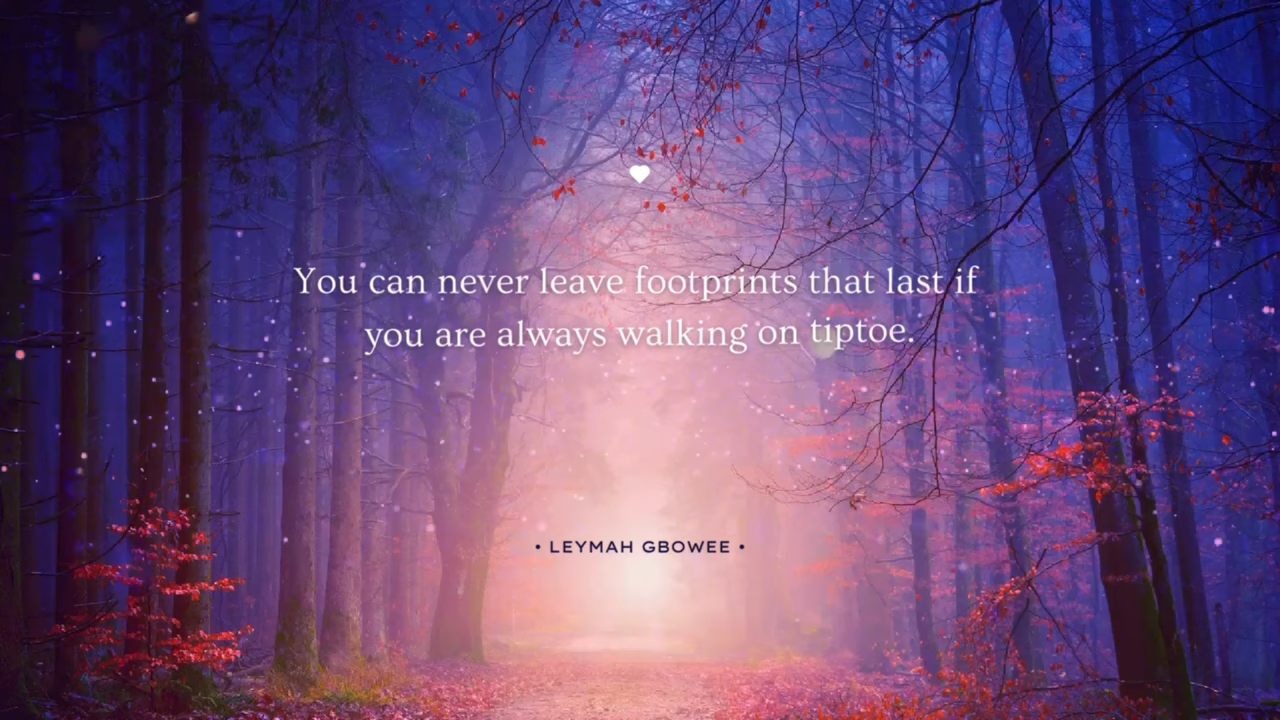 You can never leave footprints that last if
you are always walking on tiptoe.
• LEYMAH GBOWEE •